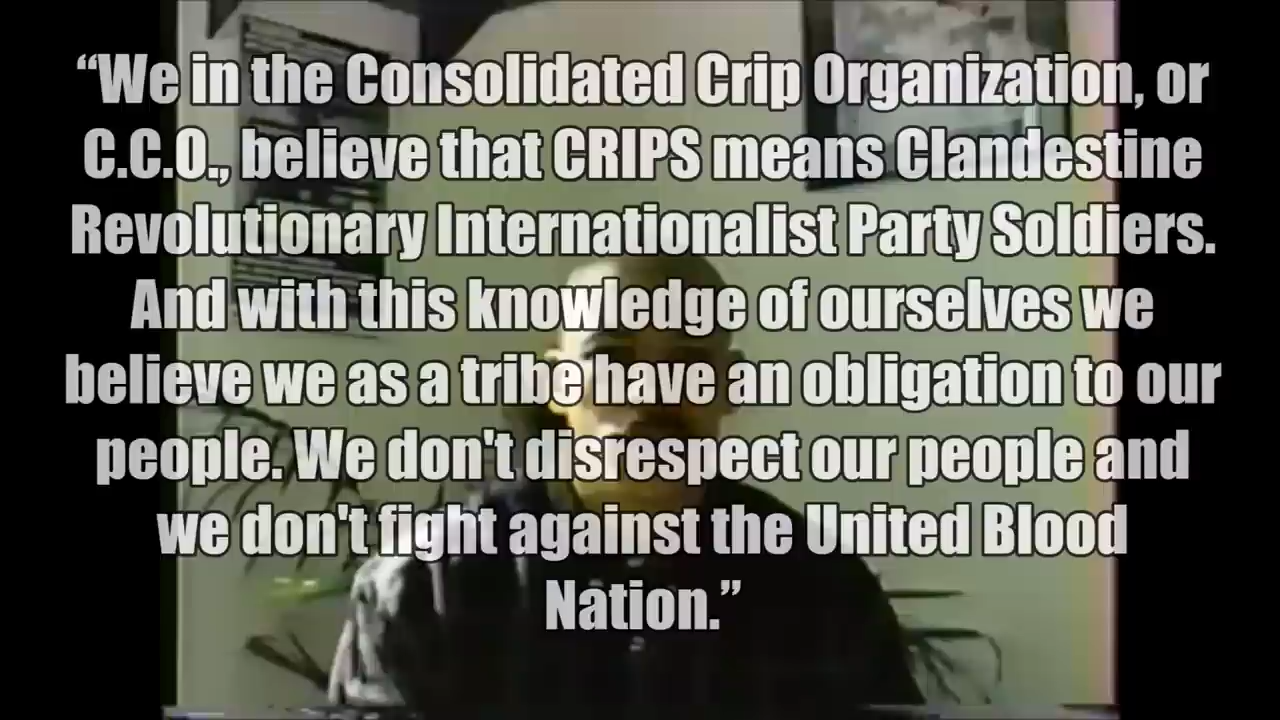 “We in the Consolidated Crip Organization, or
C.C.O., believe that CRIPS means Clandestine
Revolutionary Internationalist Party Soldiers.
And with this knowledge of ourselves we
believe we as a tribe have an obligation to our
people. We don't disrespect our people and
we don't fight against the United Blood
Nation.”